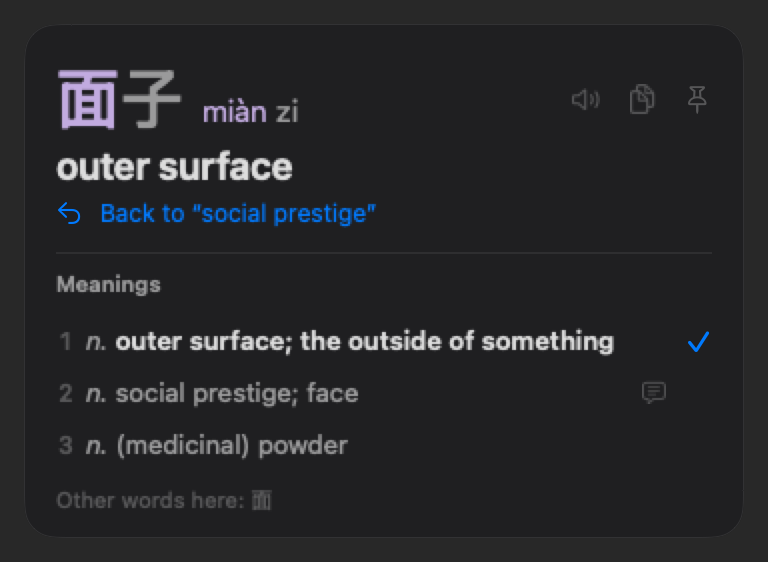 面子 miàn zi
outer surface
Back to "social prestige"
Meanings
1 n. outer surface; the outside of something
2 n. social prestige; face
3 n. (medicinal) powder
Other words here: 面